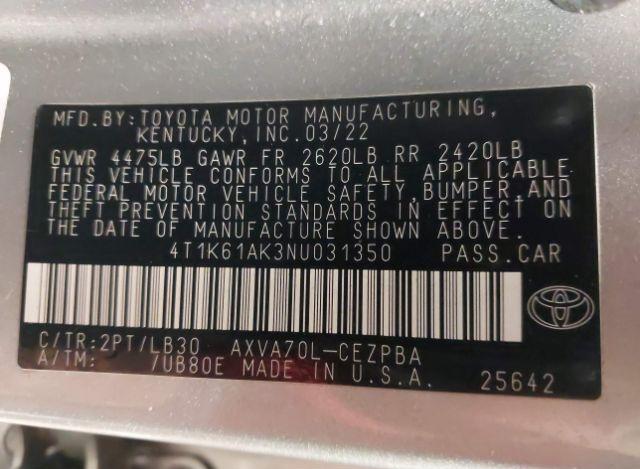 MFD.BY:TOYOTA MOTOR MANUFACTURING,
KENTUCKY,INC.03/22
GVWR 4475LB GAWR FR 2620LB RR 2420LB
THIS VEHICLE CONFORMS TO ALL APPLICABLE
FEDERAL MOTOR VEHICLE SAFETY,BUMPER,AND
THEFT PREVENTION STANDARDS IN EFFECT ON
THE DATE OF MANUFACTURE SHOWN ABOVE.
4T1K61AK3NU031350 PASS.CAR
C/TR:2PT/LB30 AXVA70L-CEZPBA
A/TM: 7UB80E MADE IN U.S.A. 25642